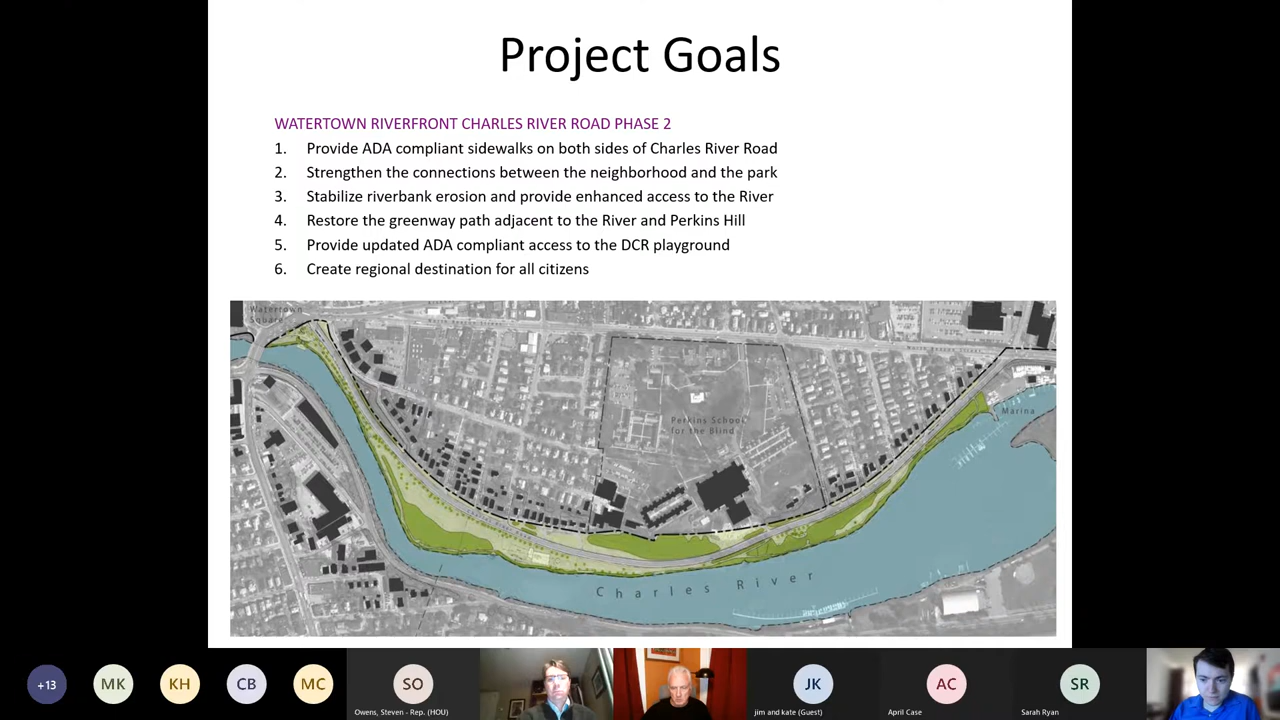 Project Goals
WATERTOWN RIVERFRONT CHARLES RIVER ROAD PHASE 2
1. Provide ADA compliant sidewalks on both sides of Charles River Road
2. Strengthen the connections between the neighborhood and the park
3. Stabilize riverbank erosion and provide enhanced access to the River
4. Restore the greenway path adjacent to the River and Perkins Hill
5. Provide updated ADA compliant access to the DCR playground
6. Create regional destination for all citizens
Watertown
Square
Perkins School
for the Blind
Marina
Charles River
+13
MK
KH
CB
MC
SO
Owens, Steven - Rep. (HOU)
JK
jim and kate (Guest)
AC
April Case
SR
Sarah Ryan